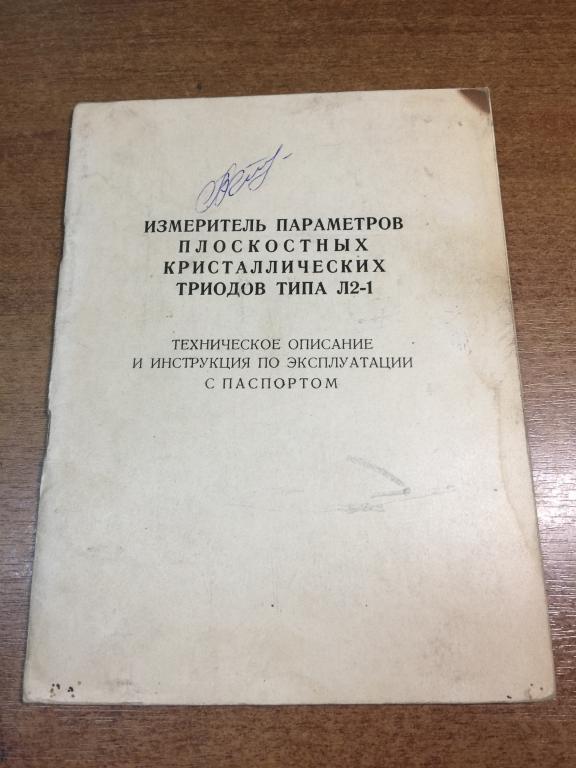 ИЗМЕРИТЕЛЬ ПАРАМЕТРОВ
ПЛОСКОСТНЫХ
КРИСТАЛЛИЧЕСКИХ
ТРИОДОВ ТИПА Л2-1
ТЕХНИЧЕСКОЕ ОПИСАНИЕ
И ИНСТРУКЦИЯ ПО ЭКСПЛУАТАЦИИ
С ПАСПОРТОМ